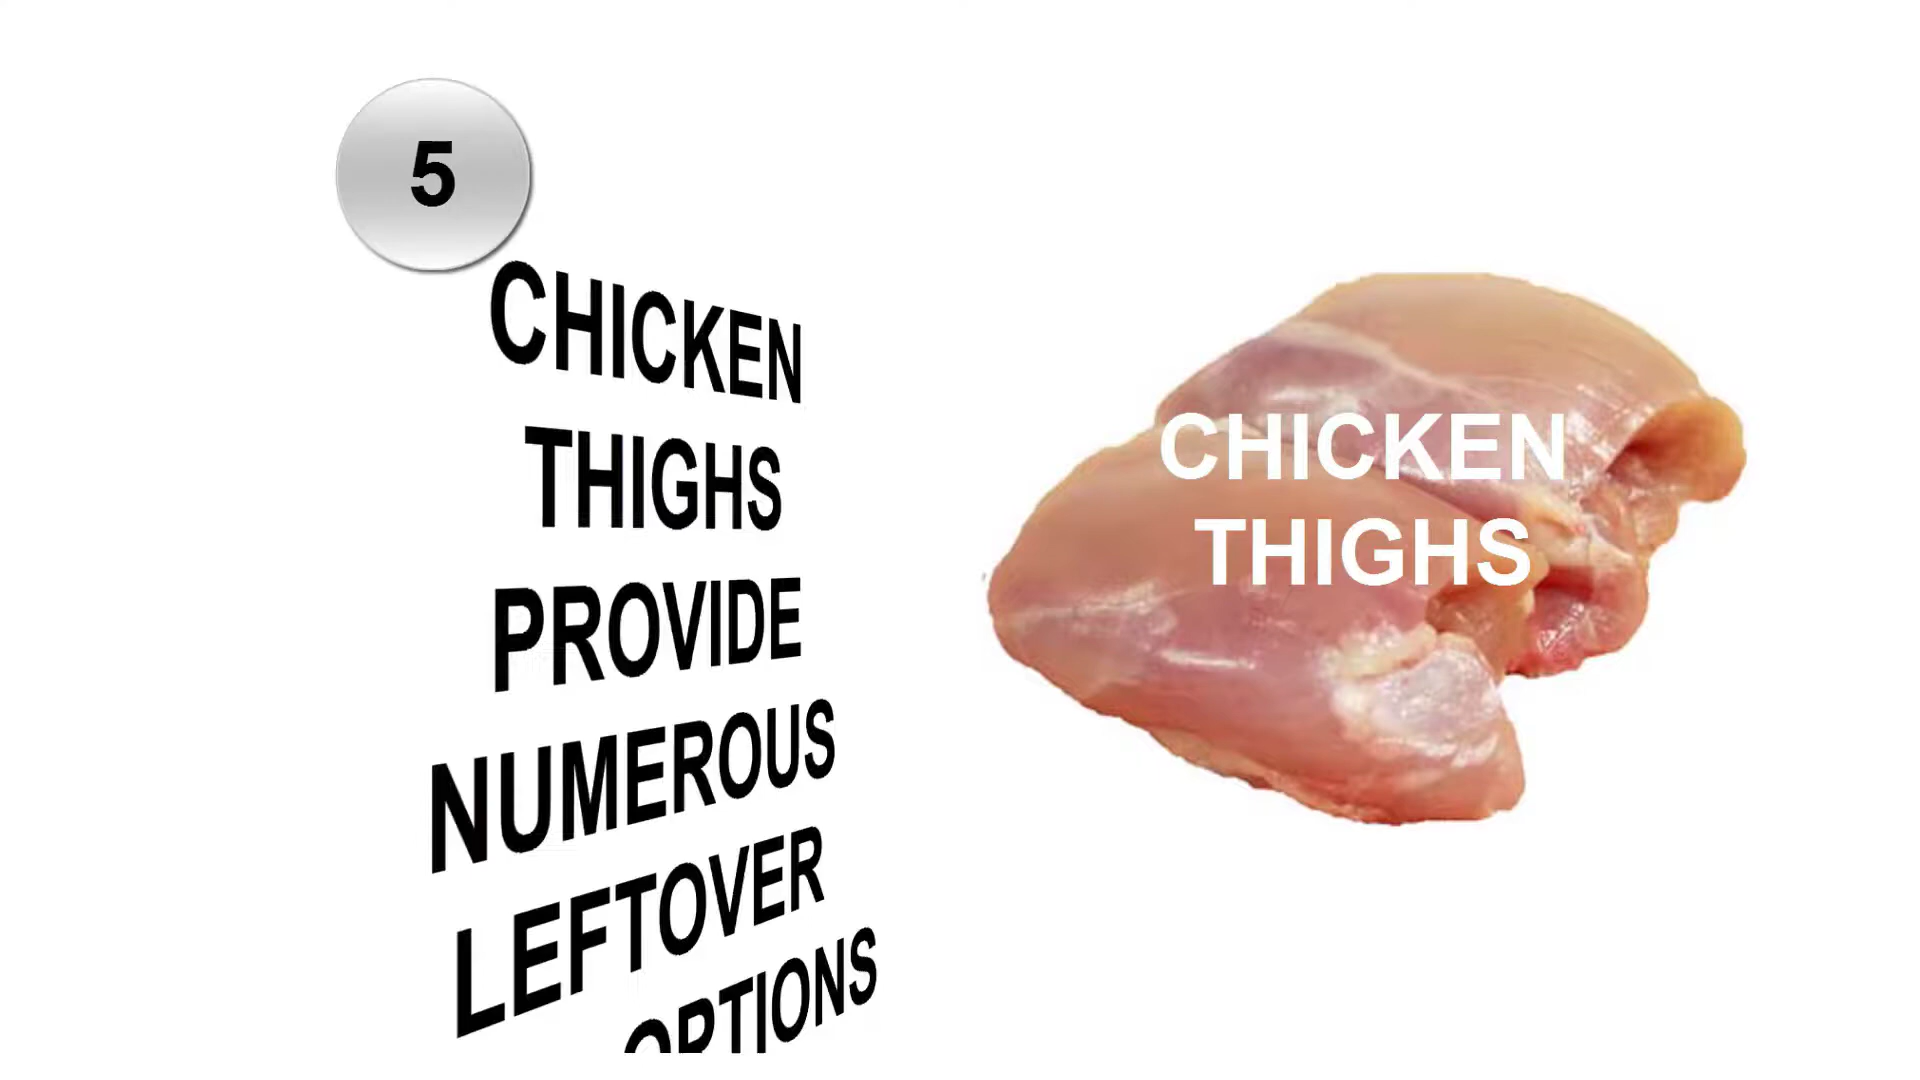 5
CHICKEN
THIGHS
PROVIDE
NUMEROUS
LEFTOVER
OPTIONS
CHICKEN
THIGHS